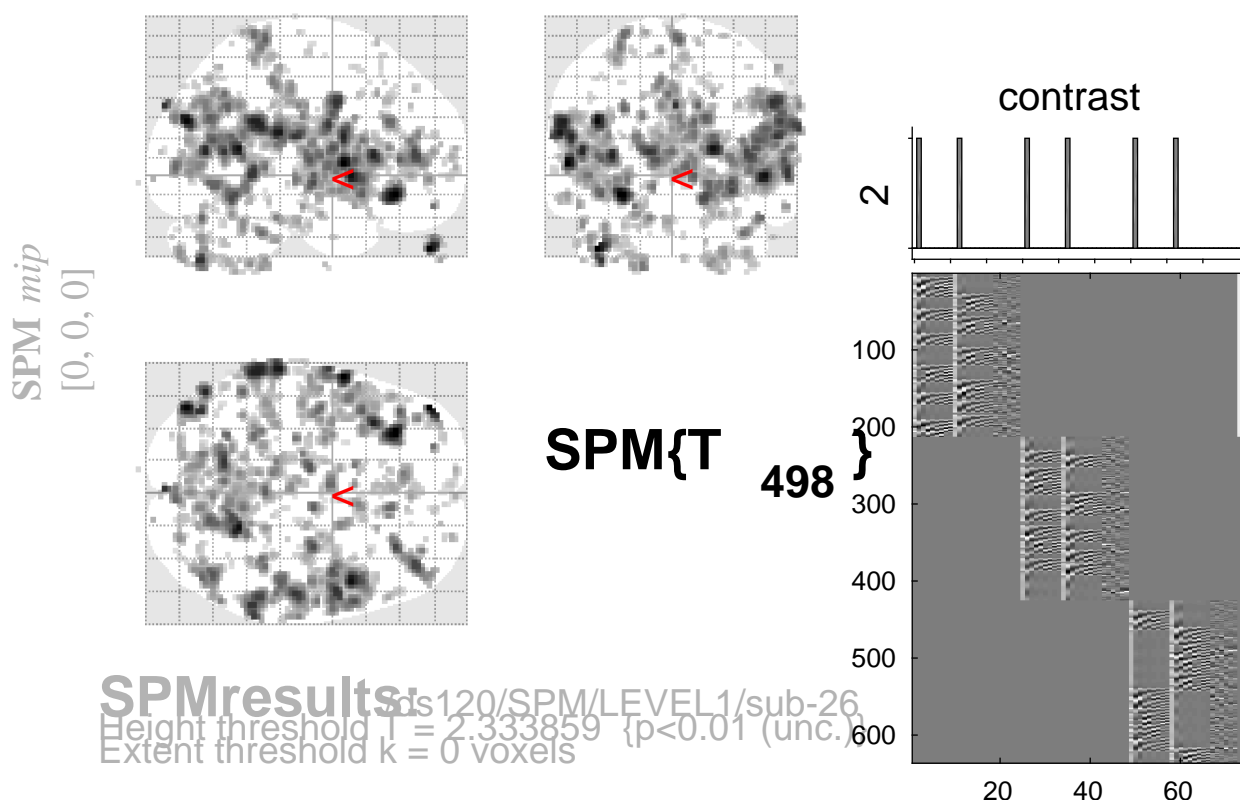 contrast
2
SPM mip
[0, 0, 0]
<
<
<
SPM{T
498
}
100
200
300
400
500
600
20
40
60
SPMresults:
/ds120/SPM/LEVEL1/sub-26
Height threshold T = 2.333859 {p<0.01 (unc.)}
Extent threshold k = 0 voxels